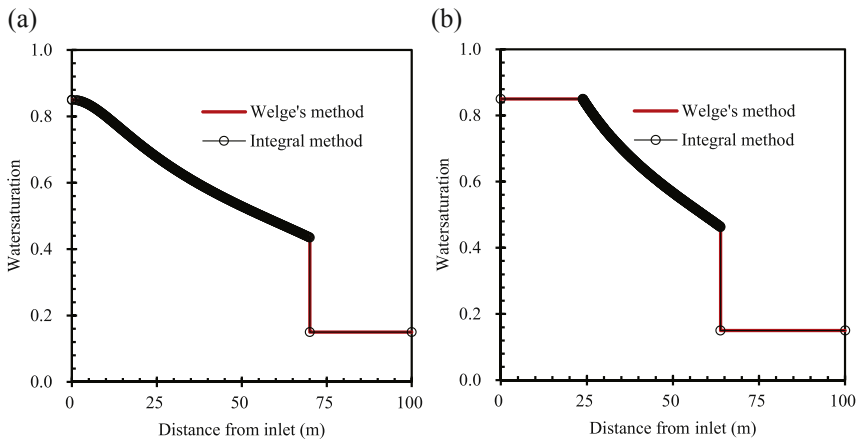 (a)
1.0
0.8
0.6
0.4
0.2
0.0
Watersaturation
Welge's method
Integral method
0 25 50 75 100
Distance from inlet (m)
(b)
1.0
0.8
0.6
0.4
0.2
0.0
Watersaturation
Welge's method
Integral method
0 25 50 75 100
Distance from inlet (m)